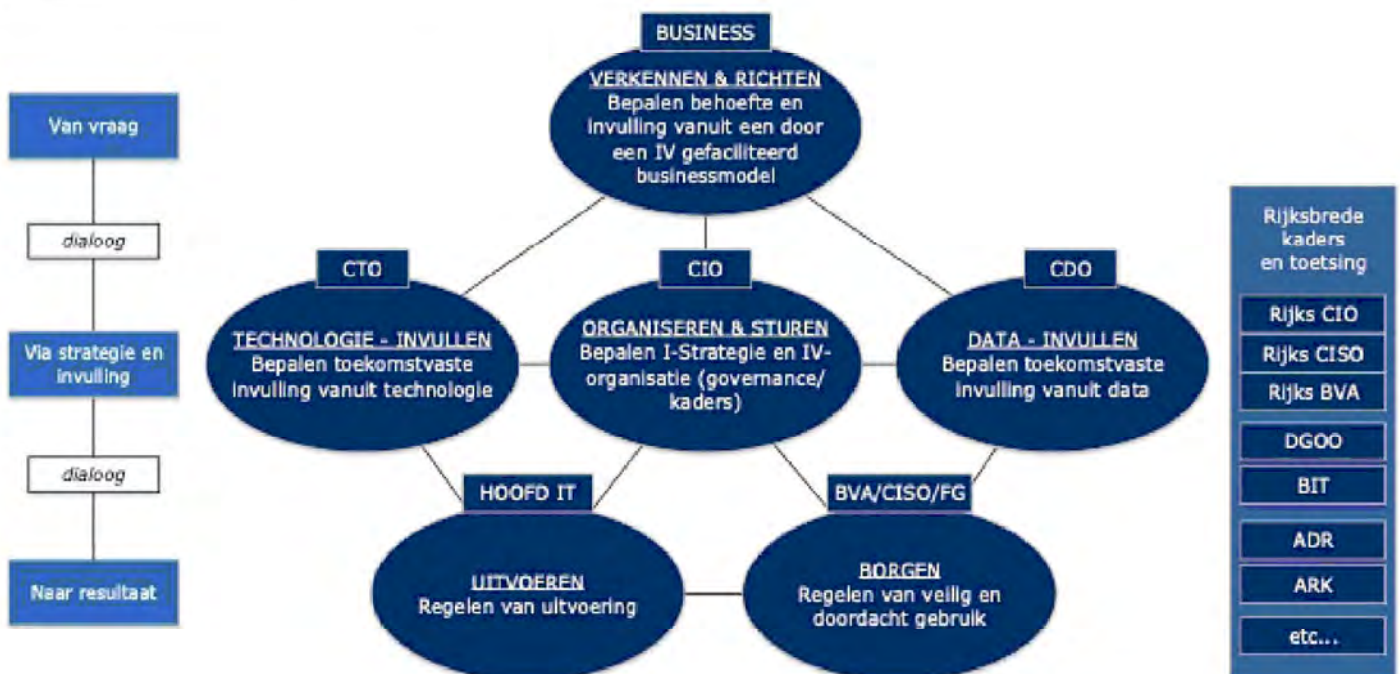 BUSINESS
VERKENNEN & RICHTEN
Bepalen behoefte en
invulling vanuit een door
een IV gefaciliteerd
businessmodel
Van vraag
dialoog
Via strategie en
invulling
dialoog
Naar resultaat
CTO
TECHNOLOGIE - INVULLEN
Bepalen toekomstvaste
invulling vanuit technologie
CIO
ORGANISEREN & STUREN
Bepalen I-Strategie en IV-
organisatie (governance/
kaders)
CDO
DATA - INVULLEN
Bepalen toekomstvaste
invulling vanuit data
HOOFD IT
UITVOEREN
Regelen van uitvoering
BVA/CISO/FG
BORGEN
Regelen van veilig en
doordacht gebruik
Rijksbrede
kaders
en toetsing
Rijks CIO
Rijks CISO
Rijks BVA
DGOO
BIT
ADR
ARK
etc...